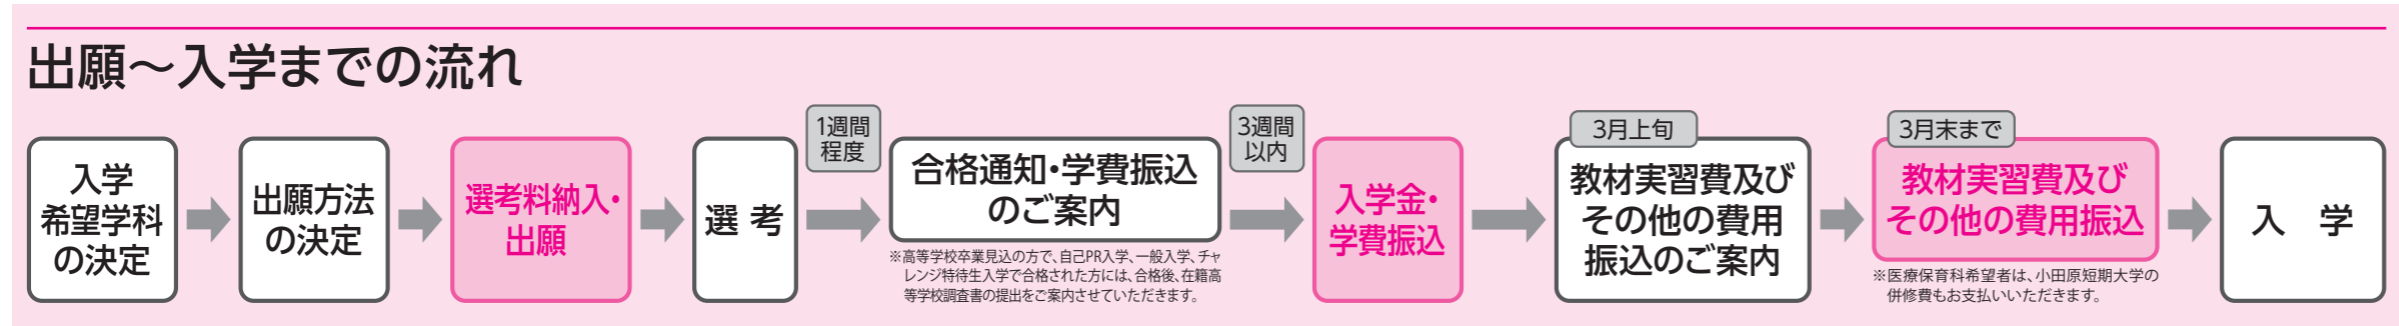 出願～入学までの流れ
入学
希望学科
の決定
出願方法
の決定
選考料納入・
出願
選 考
1週間
程度
合格通知・学費振込
のご案内
※高等学校卒業見込の方で、自己PR入学、一般入学、チャ
レンジ特待生入学で合格された方には、合格後、在籍高
等学校調査書の提出をご案内させていただきます。
3週間
以内
入学金・
学費振込
3月上旬
教材実習費及び
その他の費用
振込のご案内
3月末まで
教材実習費及び
その他の費用振込
※医療保育科希望者は、小田原短期大学の
併修費もお支払いいただきます。
入 学